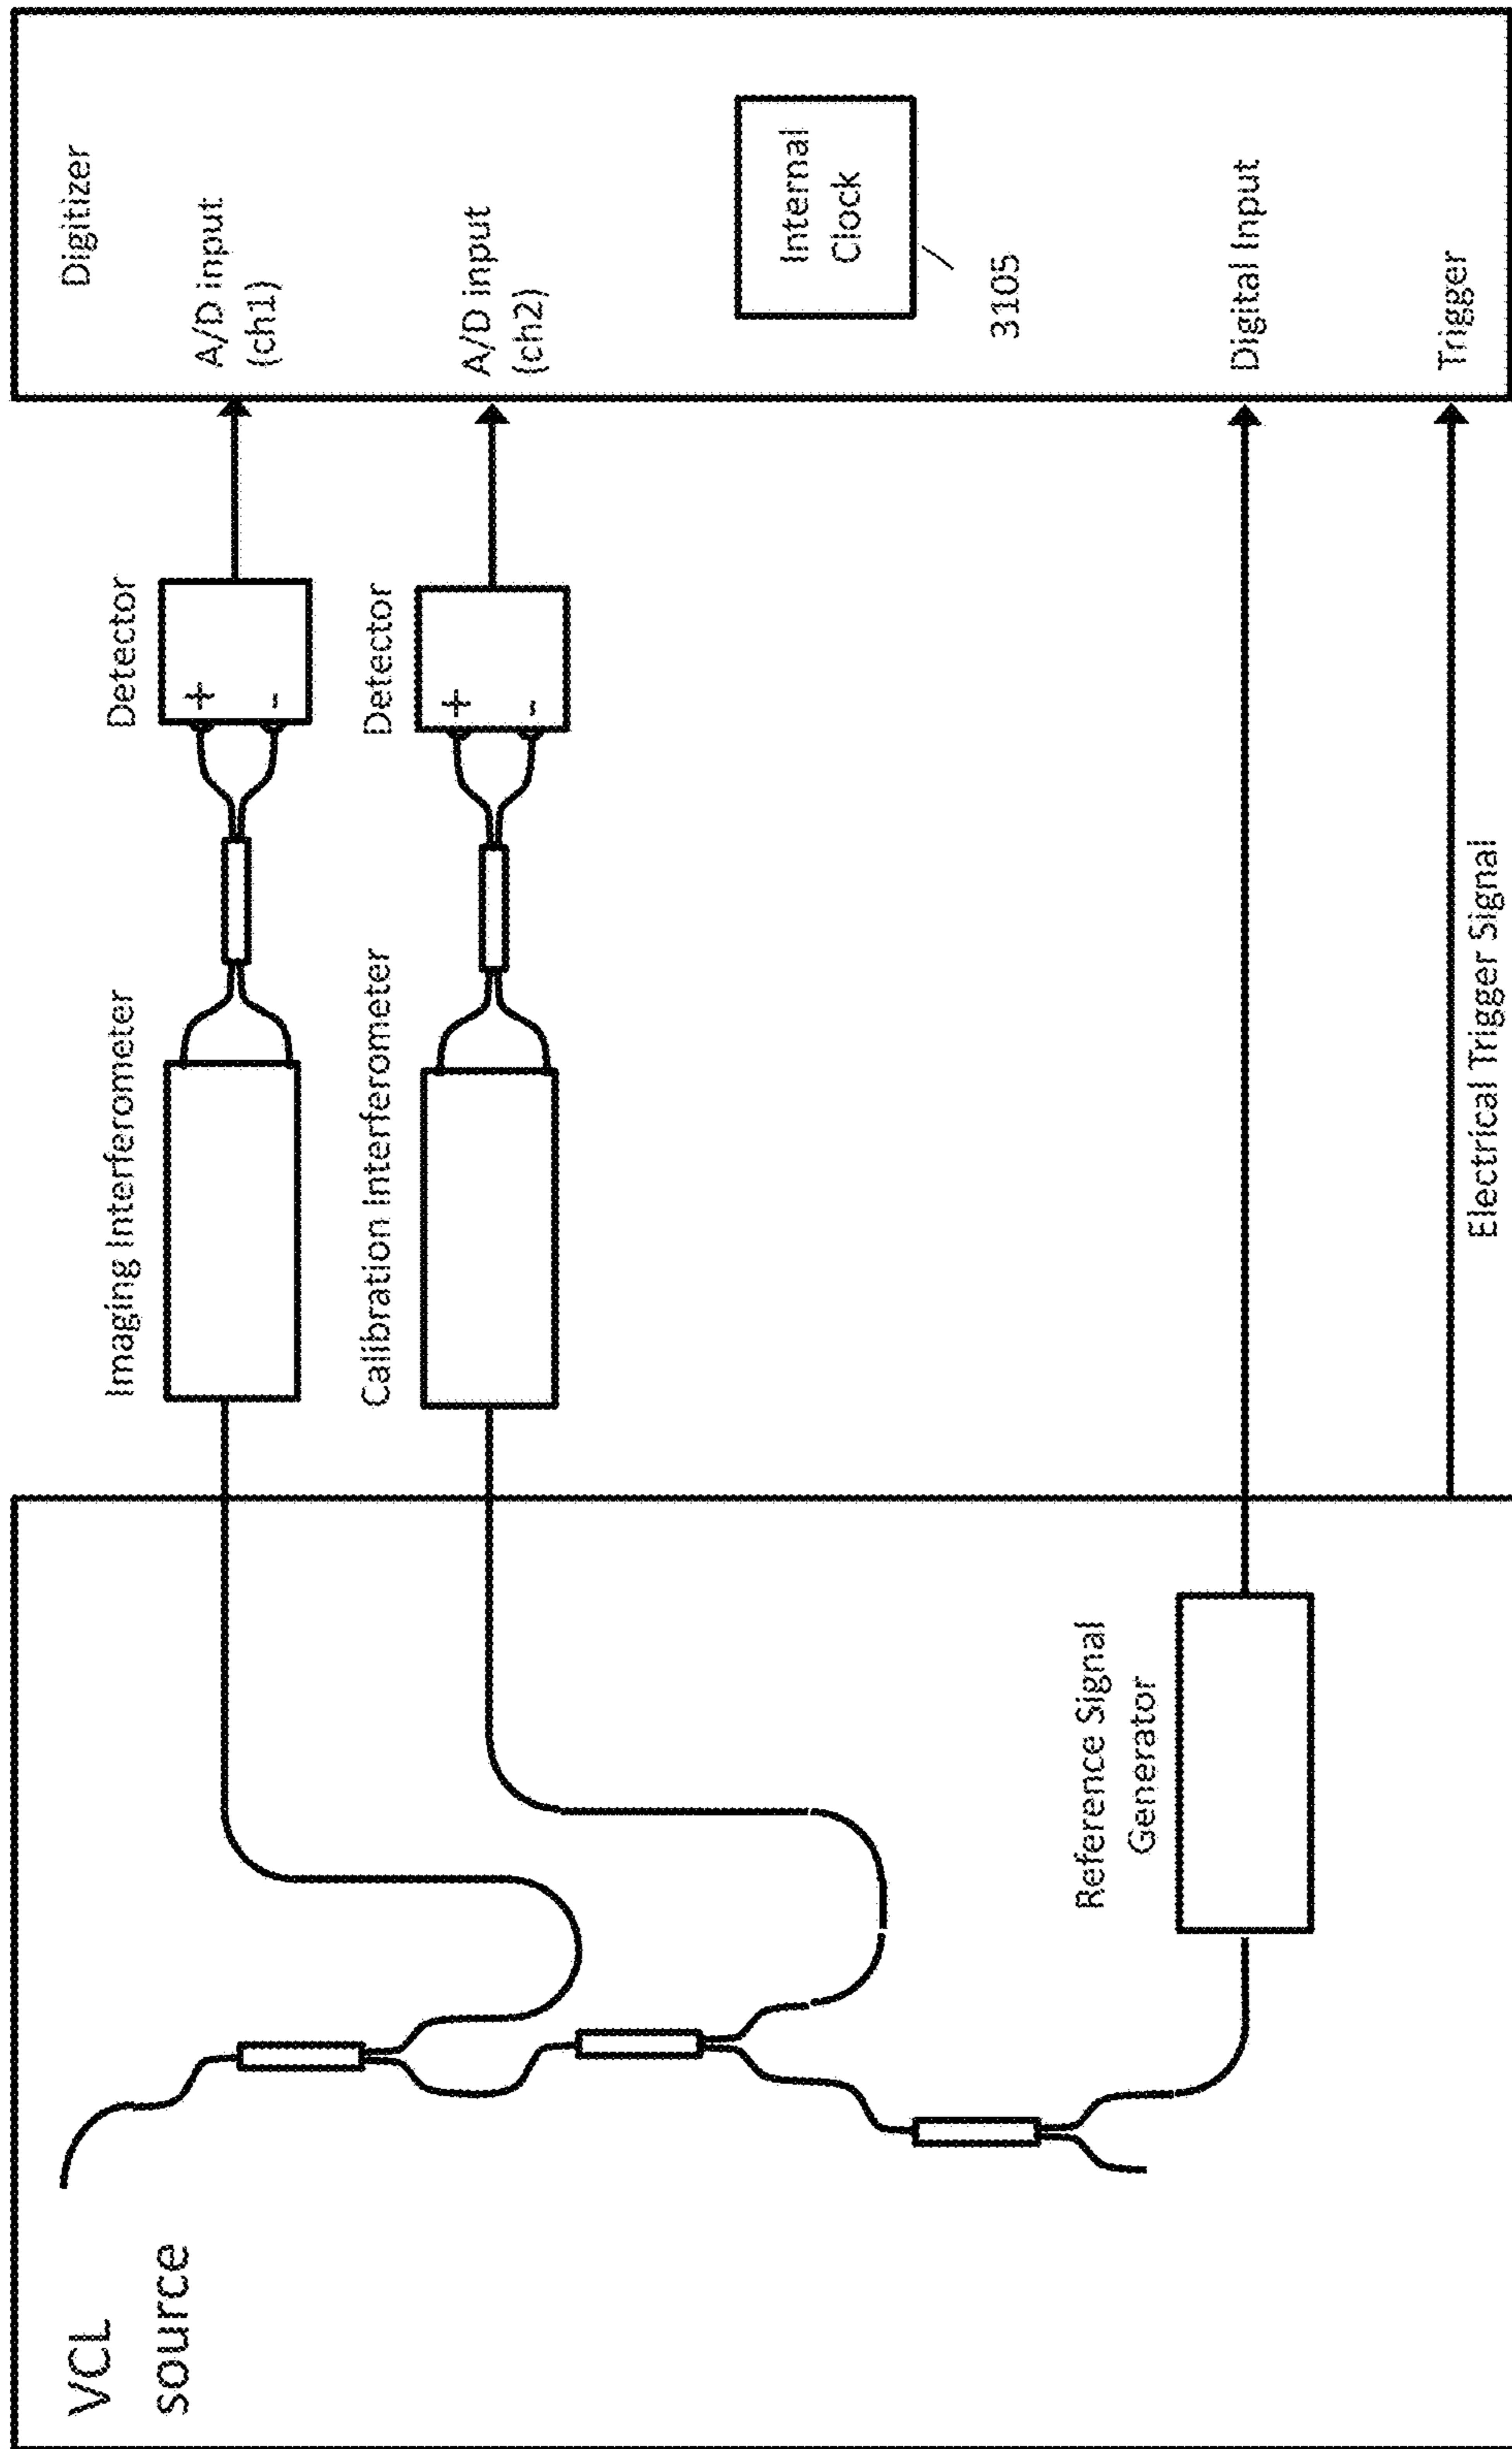 VCL
source
Reference Signal
Generator
Imaging Interferometer
Calibration Interferometer
Detector
+
-
Detector
+
-
Electrical Trigger Signal
Digitizer
A/D input
(ch1)
A/D input
(ch2)
Internal
Clock
3105
Digital Input
Trigger